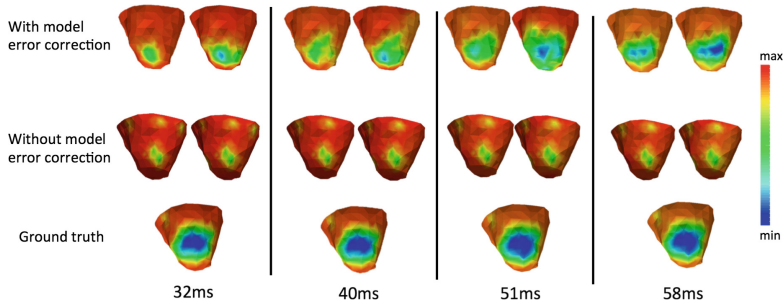 With model
error correction
max
Without model
error correction
Ground truth
min
32ms
40ms
51ms
58ms